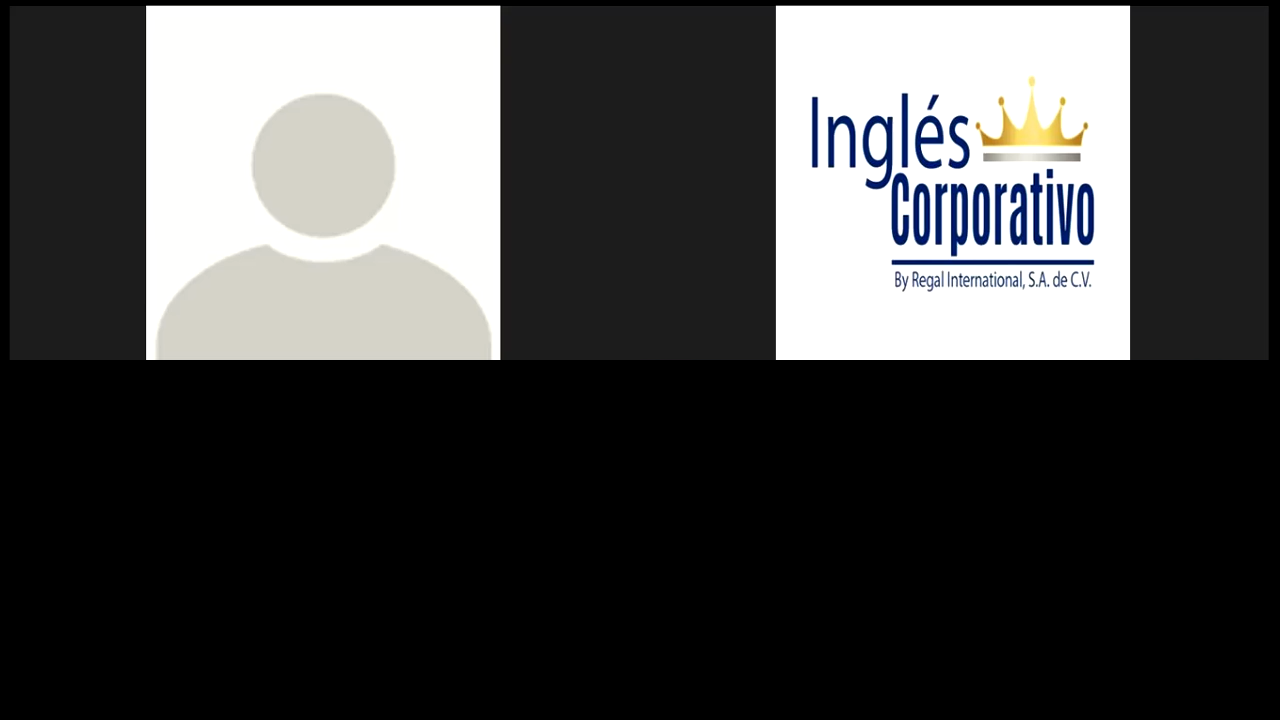 Inglés
Corporativo
By Regal International, S.A. de C.V.